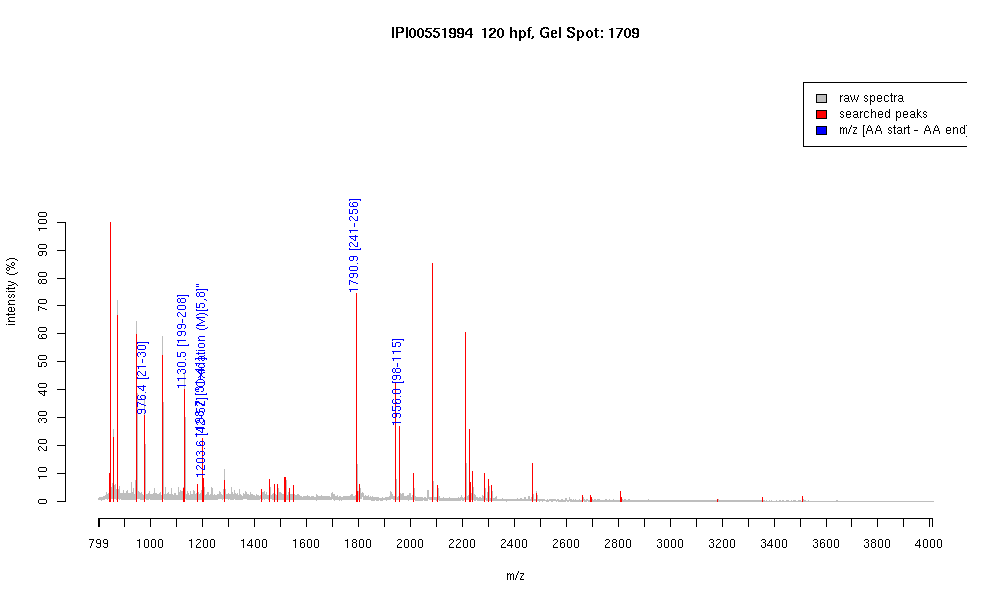 IPI00551994 120 hpf, Gel Spot: 1709
raw spectra
searched peaks
m/z [AA start - AA end]
intensity (%)
100
90
80
70
60
50
40
30
20
10
0
976.4 [21-30]
1130.5 [199-208]
1203.6
1790.9 [241-256]
1956.0 [98-115]
799 1000 1200 1400 1600 1800 2000 2200 2400 2600 2800 3000 3200 3400 3600 3800 4000
m/z